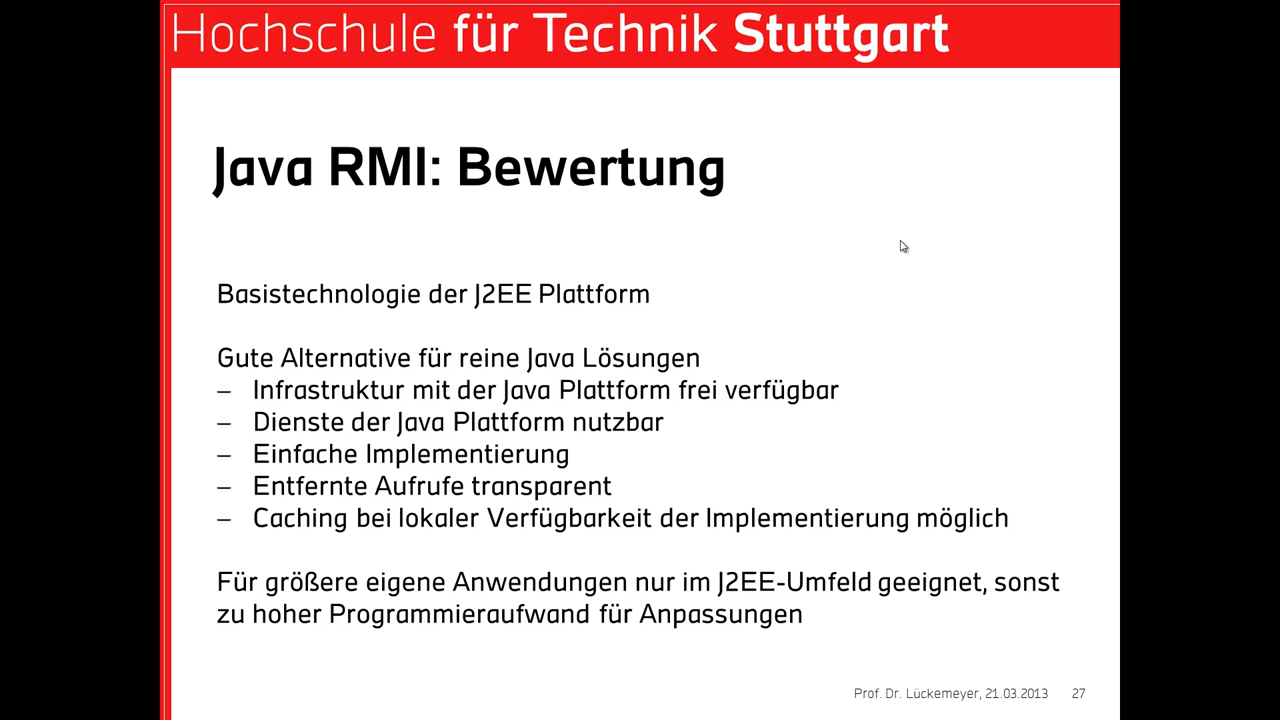 Hochschule für Technik Stuttgart
Java RMI: Bewertung
Basistechnologie der J2EE Plattform
Gute Alternative für reine Java Lösungen
– Infrastruktur mit der Java Plattform frei verfügbar
– Dienste der Java Plattform nutzbar
– Einfache Implementierung
– Entfernte Aufrufe transparent
– Caching bei lokaler Verfügbarkeit der Implementierung möglich
Für größere eigene Anwendungen nur im J2EE-Umfeld geeignet, sonst
zu hoher Programmieraufwand für Anpassungen
Prof. Dr. Lückemeyer, 21.03.2013 27